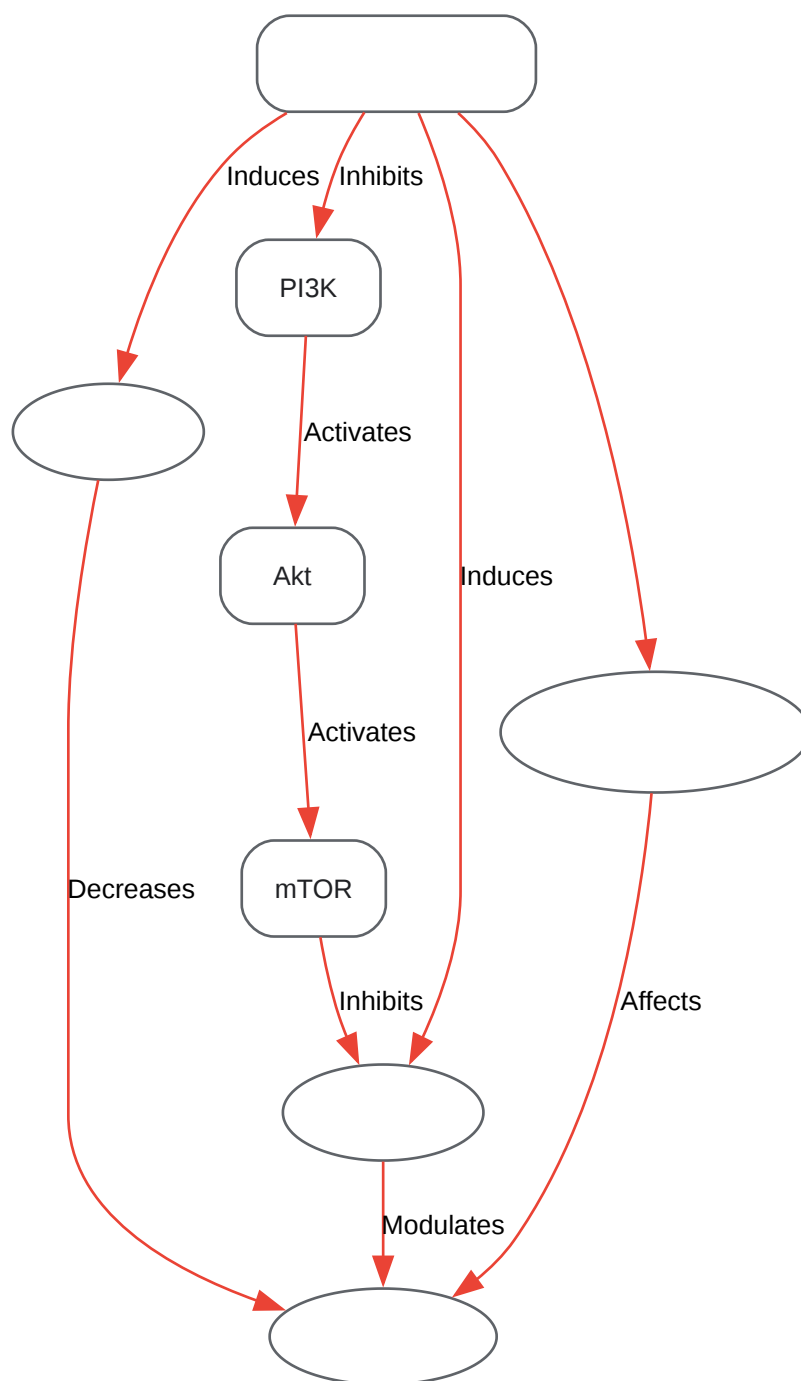 Induces
Inhibits
PI3K
Activates
Akt
Induces
Activates
Decreases
mTOR
Inhibits
Affects
Modulates